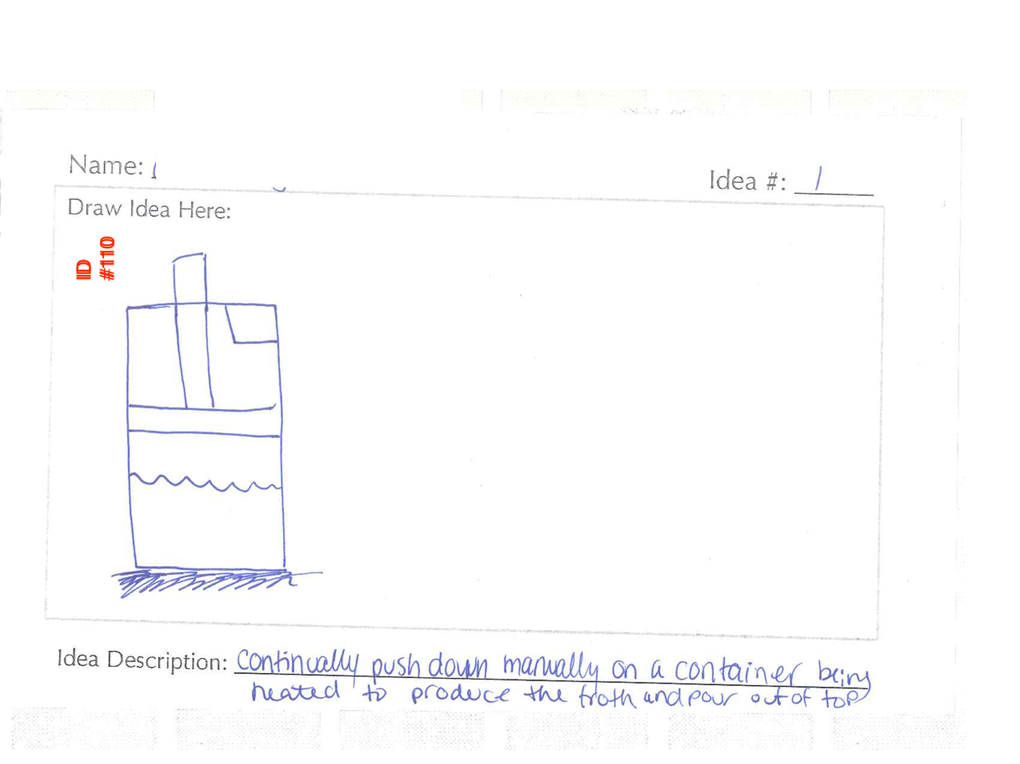 Name:
Idea #: 1
Draw Idea Here:
ID
#110
Idea Description: Continually push down manually on a container being
heated to produce the froth and pour out of top